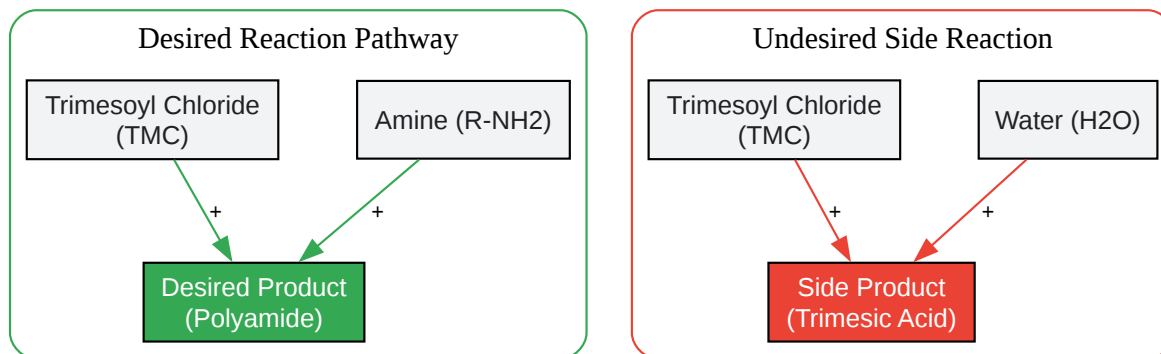 Desired Reaction Pathway
Trimesoyl Chloride
(TMC)
Amine (R-NH2)
+
+
Desired Product
(Polyamide)
Undesired Side Reaction
Trimesoyl Chloride
(TMC)
Water (H2O)
+
+
Side Product
(Trimesic Acid)